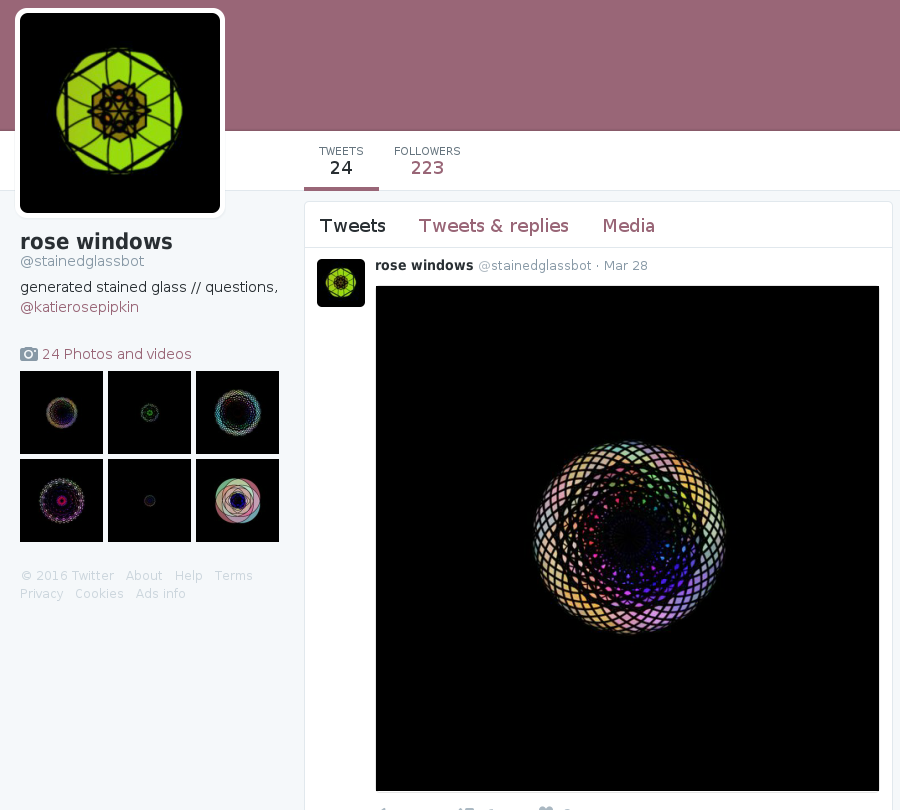 TWEETS
24
FOLLOWERS
223
rose windows
@stainedglassbot
generated stained glass // questions,
@katierosepipkin
24 Photos and videos
© 2016 Twitter About Help Terms
Privacy Cookies Ads info
Tweets Tweets & replies Media
rose windows @stainedglassbot · Mar 28